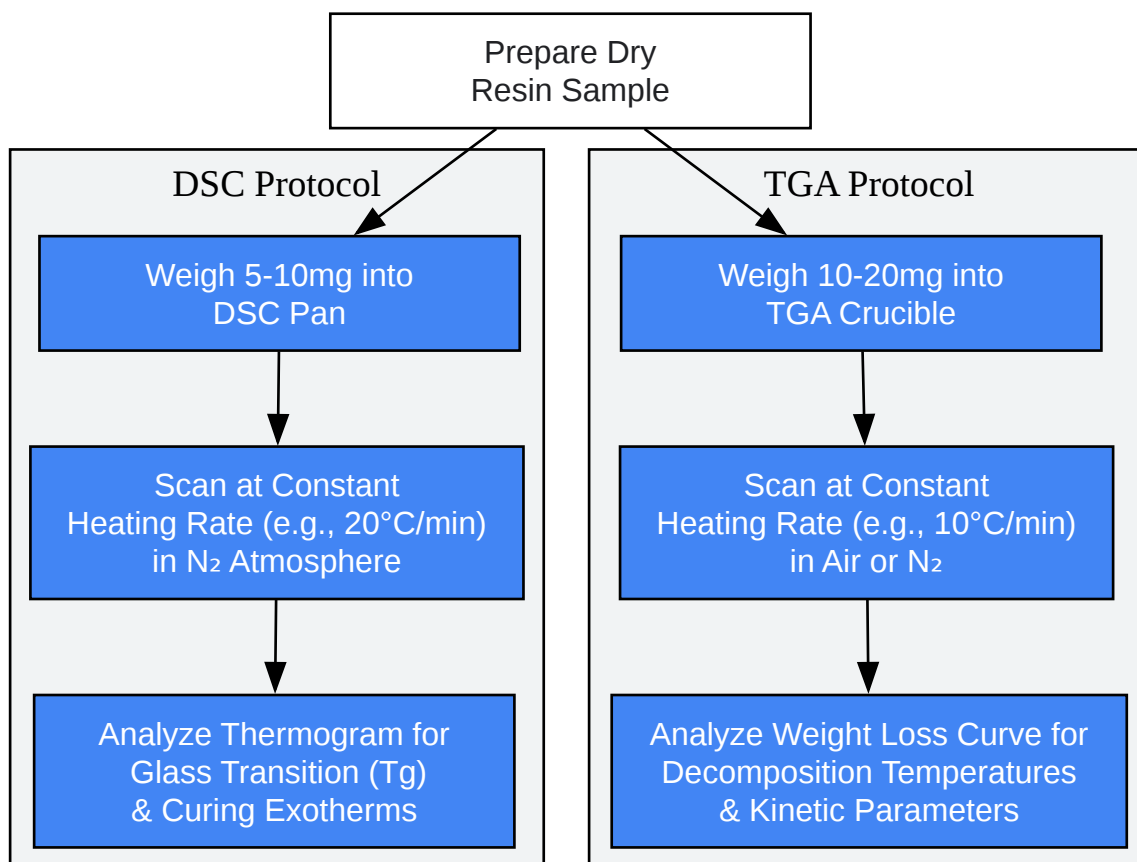 Prepare Dry
Resin Sample
DSC Protocol
Weigh 5-10mg into
DSC Pan
Scan at Constant
Heating Rate (e.g., 20°C/min)
in N₂ Atmosphere
Analyze Thermogram for
Glass Transition (Tg)
& Curing Exotherms
TGA Protocol
Weigh 10-20mg into
TGA Crucible
Scan at Constant
Heating Rate (e.g., 10°C/min)
in Air or N₂
Analyze Weight Loss Curve for
Decomposition Temperatures
& Kinetic Parameters